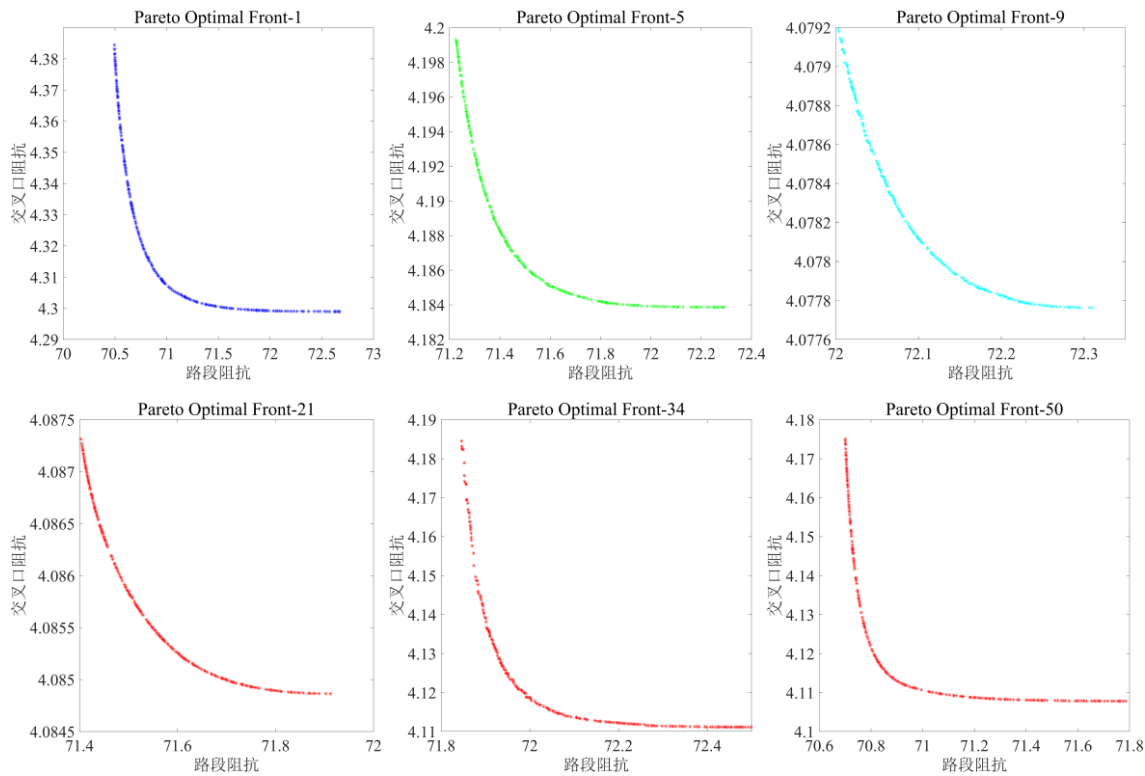 Pareto Optimal Front-1
4.38
4.37
4.36
4.35
4.34
4.33
4.32
4.31
4.3
4.29
交叉口阻抗
70 70.5 71 71.5 72 72.5 73
路段阻抗
Pareto Optimal Front-5
4.2
4.198
4.196
4.194
4.192
4.19
4.188
4.186
4.184
4.182
交叉口阻抗
71.2 71.4 71.6 71.8 72 72.2 72.4
路段阻抗
Pareto Optimal Front-9
4.0792
4.079
4.0788
4.0786
4.0784
4.0782
4.078
4.0778
4.0776
交叉口阻抗
72 72.1 72.2 72.3
路段阻抗
Pareto Optimal Front-21
4.0875
4.087
4.0865
4.086
4.0855
4.085
4.0845
交叉口阻抗
71.4 71.6 71.8 72
路段阻抗
Pareto Optimal Front-34
4.19
4.18
4.17
4.16
4.15
4.14
4.13
4.12
4.11
交叉口阻抗
71.8 72 72.2 72.4
路段阻抗
Pareto Optimal Front-50
4.18
4.17
4.16
4.15
4.14
4.13
4.12
4.11
4.1
交叉口阻抗
70.6 70.8 71 71.2 71.4 71.6 71.8
路段阻抗